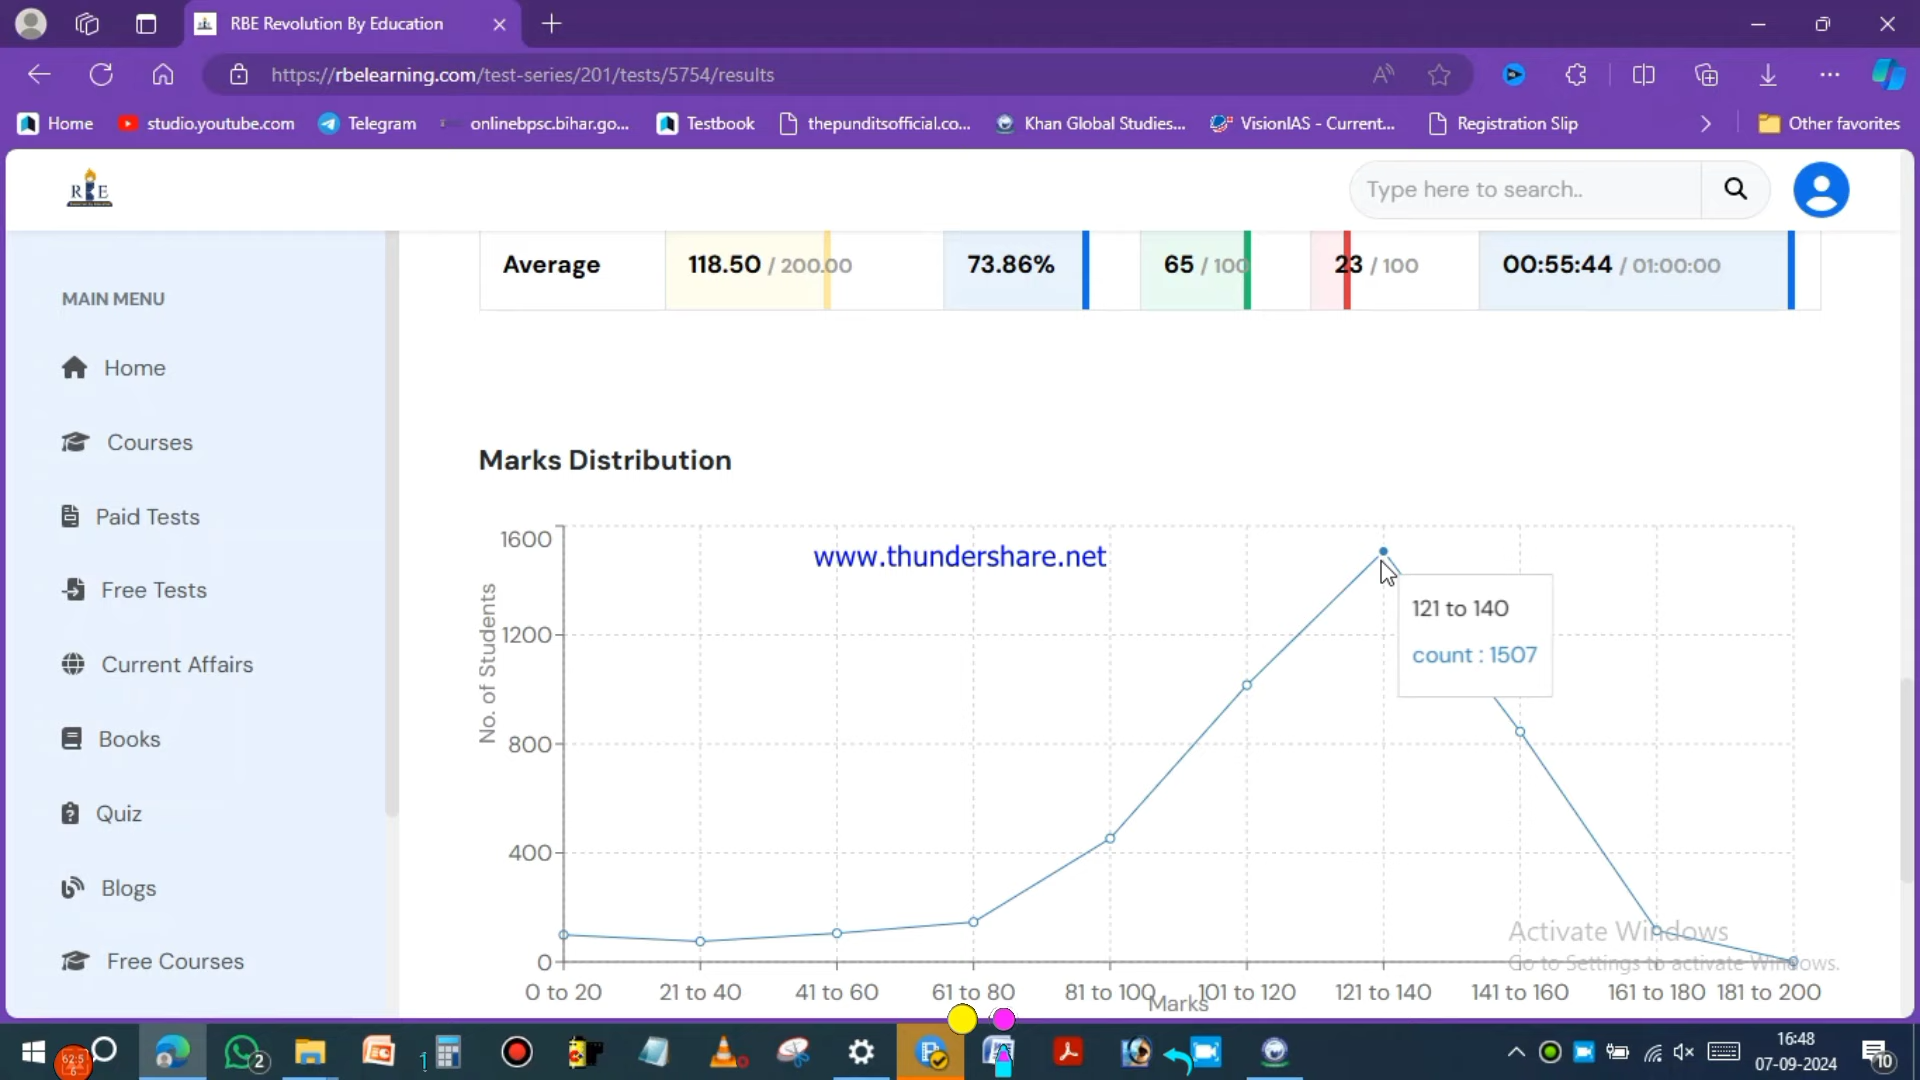 RBE Revolution By Education
https://rbelearning.com/test-series/201/tests/5754/results
Home studio.youtube.com Telegram onlinebpsc.bihar.go... Testbook thepunditsofficial.co... Khan Global Studies... VisionIAS - Current... Registration Slip Other favorites
RBE
Type here to search..
MAIN MENU
Home
Courses
Paid Tests
Free Tests
Current Affairs
Books
Quiz
Blogs
Free Courses
Average 118.50 / 200.00 73.86% 65 / 100 23 / 100 00:55:44 / 01:00:00
Marks Distribution
www.thundershare.net
No. of Students
1600
1200
800
400
0
121 to 140
count : 1507
0 to 20 21 to 40 41 to 60 61 to 80 81 to 100 101 to 120 121 to 140 141 to 160 161 to 180 181 to 200
Marks
Activate Windows
Go to Settings to activate Windows.
2
16:48
07-09-2024
10